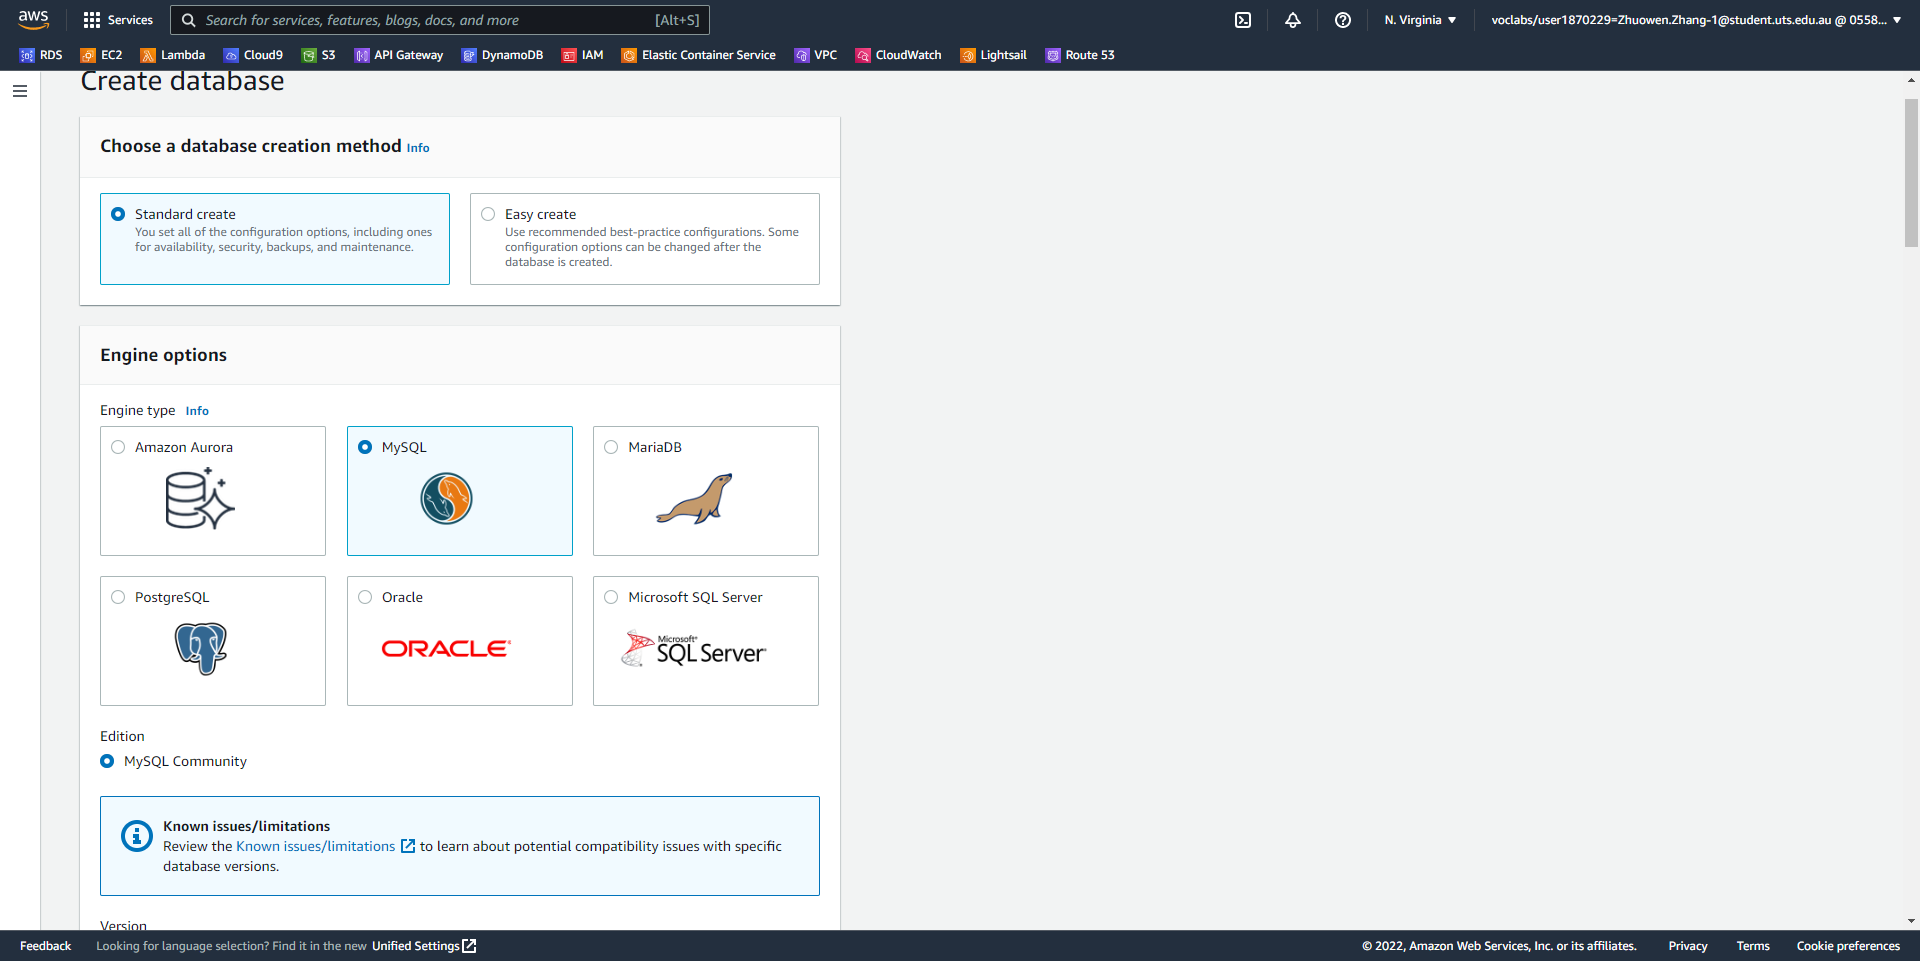 aws
Services
Search for services, features, blogs, docs, and more
[Alt+S]
N. Virginia
voclabs/user1870229=Zhuowen.Zhang-1@student.uts.edu.au @ 0558...
RDS
EC2
Lambda
Cloud9
S3
API Gateway
DynamoDB
IAM
Elastic Container Service
VPC
CloudWatch
Lightsail
Route 53
Create database
Choose a database creation method Info
Standard create
You set all of the configuration options, including ones
for availability, security, backups, and maintenance.
Easy create
Use recommended best-practice configurations. Some
configuration options can be changed after the
database is created.
Engine options
Engine type Info
Amazon Aurora
MySQL
MariaDB
PostgreSQL
Oracle
ORACLE
Microsoft SQL Server
Microsoft
SQL Server
Edition
MySQL Community
Known issues/limitations
Review the Known issues/limitations to learn about potential compatibility issues with specific
database versions.
Version
Feedback
Looking for language selection? Find it in the new Unified Settings
© 2022, Amazon Web Services, Inc. or its affiliates.
Privacy
Terms
Cookie preferences